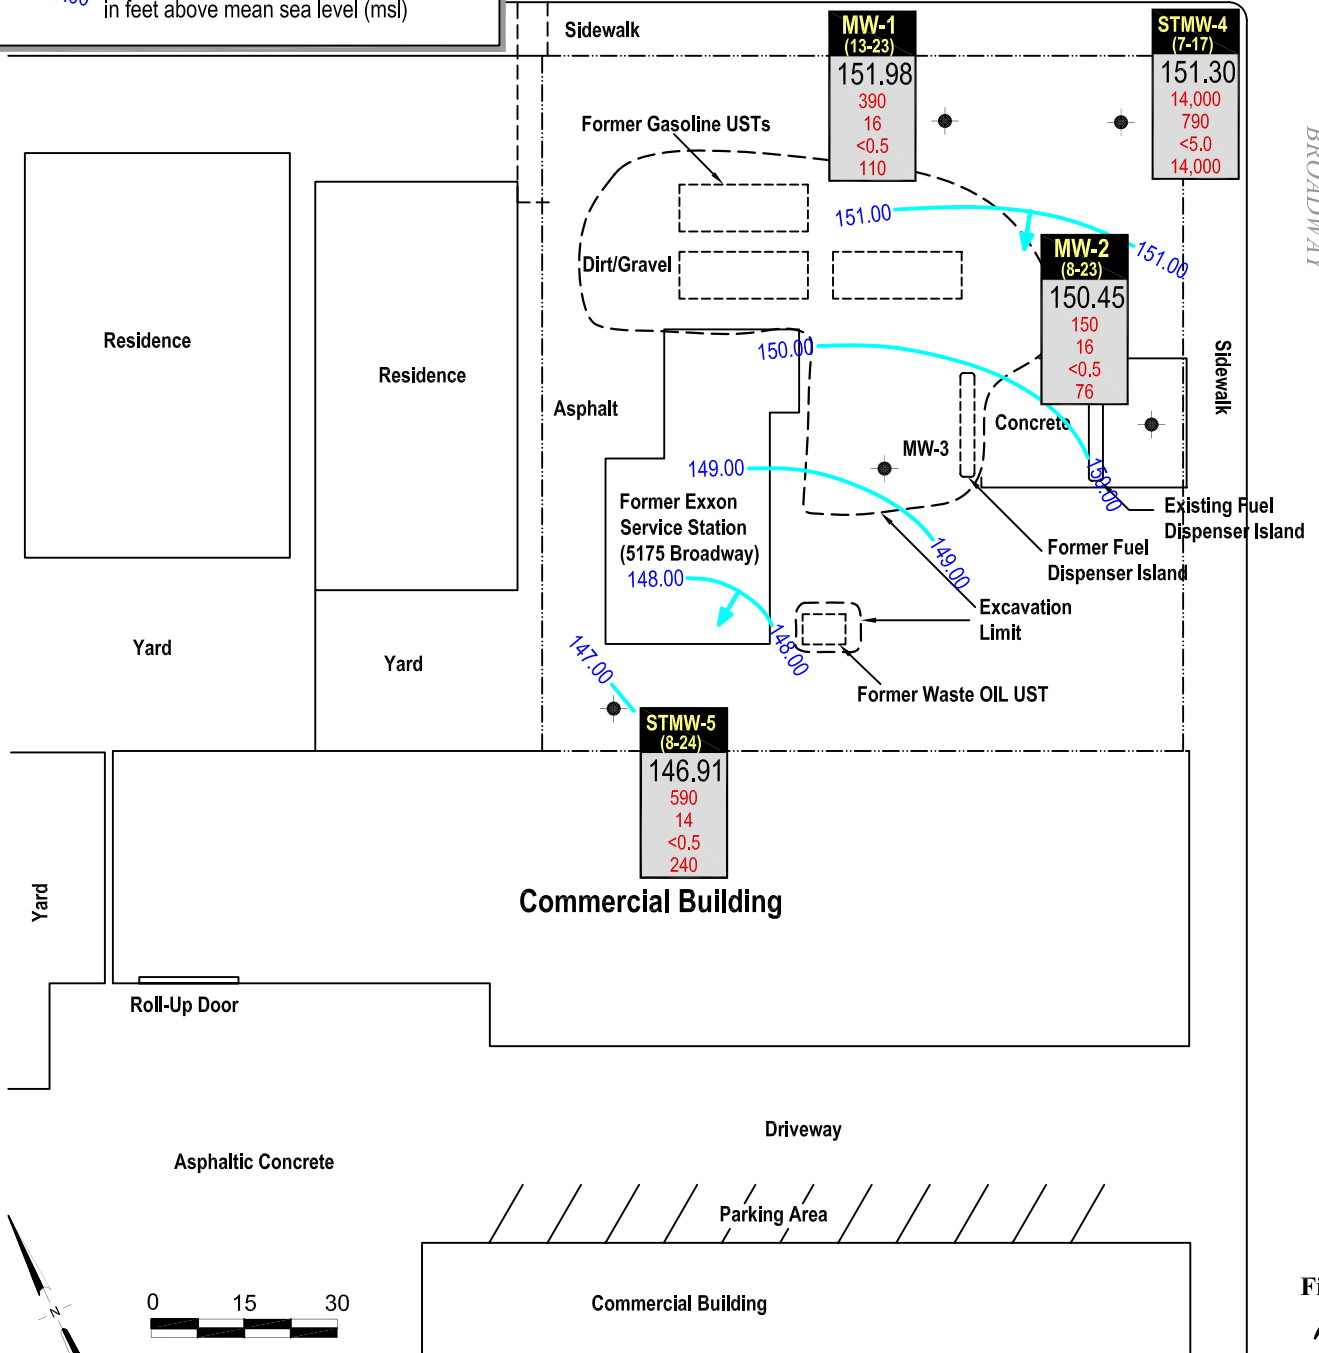 in feet above mean sea level (msl)
Sidewalk
MW-1
(13-23)
151.98
390
16
<0.5
110
STMW-4
(7-17)
151.30
14,000
790
<5.0
14,000
BROADWAY
Former Gasoline USTs
151.00
151.00
Dirt/Gravel
MW-2
(8-23)
150.45
150
16
<0.5
76
Residence
Residence
150.00
150.00
Sidewalk
Asphalt
Concrete
MW-3
149.00
149.00
Former Exxon
Service Station
(5175 Broadway)
Existing Fuel
Dispenser Island
Former Fuel
Dispenser Island
148.00
148.00
Excavation
Limit
Yard
Yard
147.00
Former Waste OIL UST
STMW-5
(8-24)
146.91
590
14
<0.5
240
Yard
Commercial Building
Roll-Up Door
Driveway
Asphaltic Concrete
Parking Area
N
0 15 30
Commercial Building